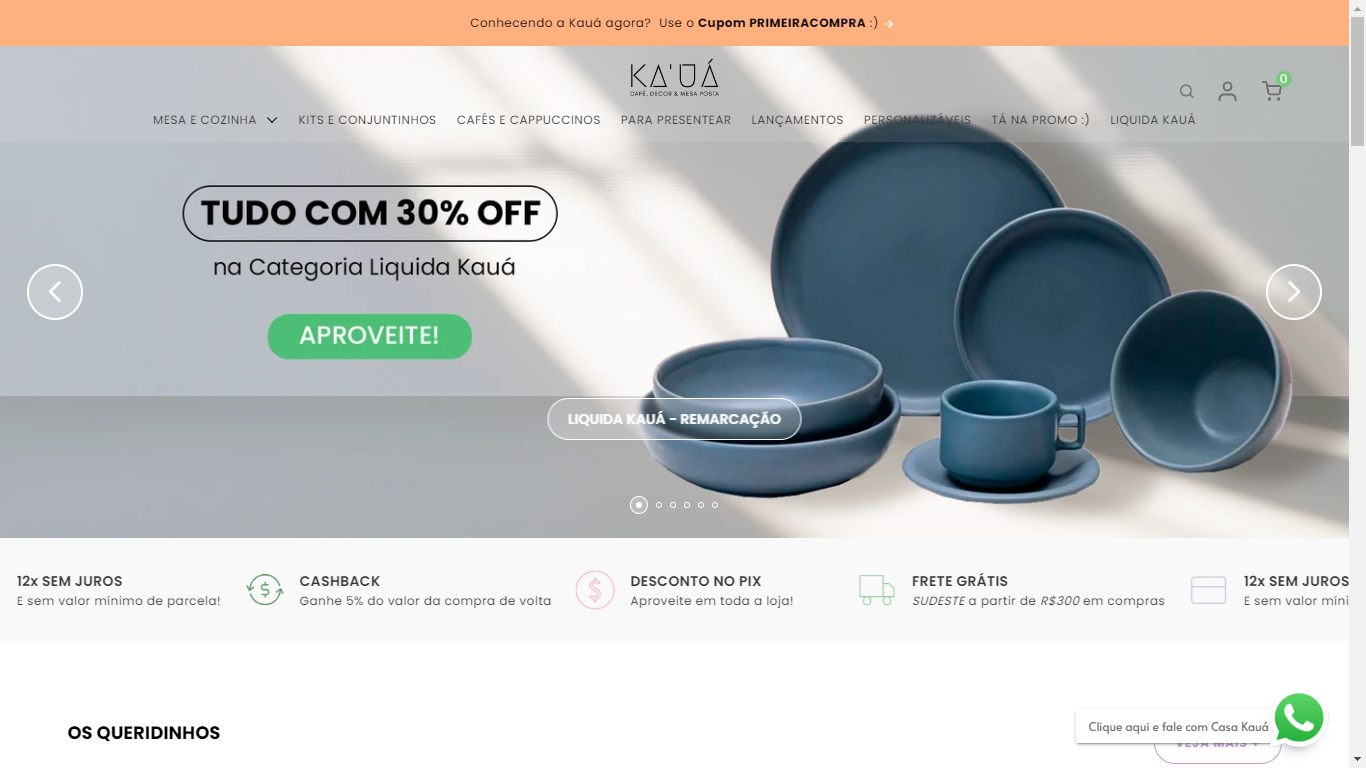 Conhecendo a Kauá agora? Use o Cupom PRIMEIRACOMPRA :)
KA'UÁ
CAFÉ, DECOR & MESA POSTA
0
MESA E COZINHA
KITS E CONJUNTINHOS
CAFÉS E CAPPUCCINOS
PARA PRESENTEAR
LANÇAMENTOS
PERSONALIZÁVEIS
TÁ NA PROMO :)
LIQUIDA KAUÁ
TUDO COM 30% OFF
na Categoria Liquida Kauá
APROVEITE!
LIQUIDA KAUÁ - REMARCAÇÃO
12x SEM JUROS
E sem valor mínimo de parcela!
CASHBACK
Ganhe 5% do valor da compra de volta
DESCONTO NO PIX
Aproveite em toda a loja!
FRETE GRÁTIS
SUDESTE a partir de R$300 em compras
12x SEM JUROS
E sem valor míni
OS QUERIDINHOS
Clique aqui e fale com Casa Kauá
VEJA MAIS +